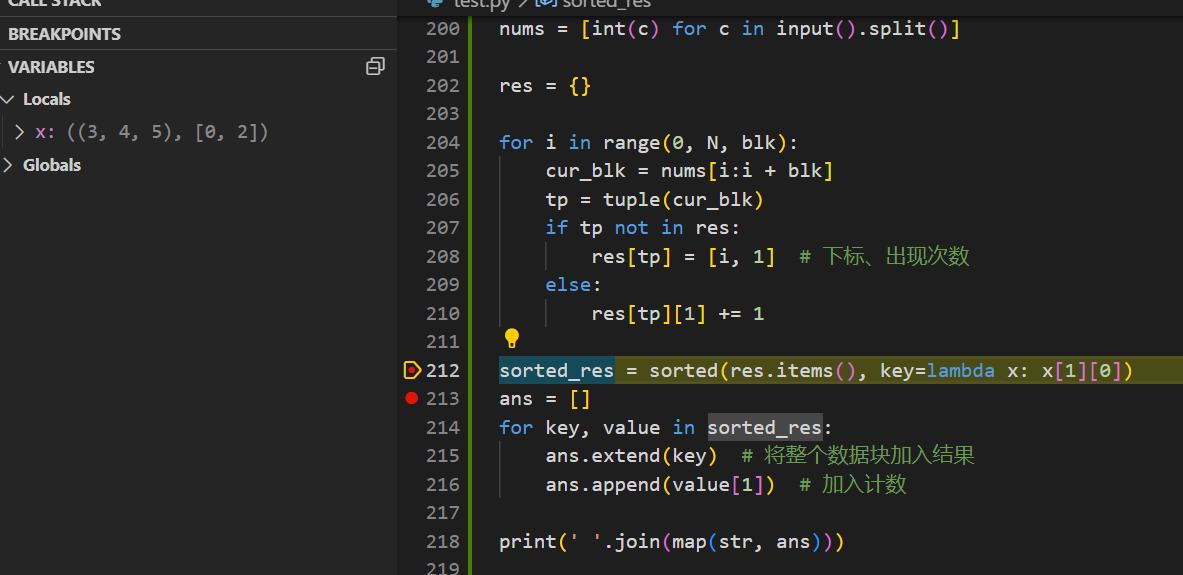 CALL STACK
BREAKPOINTS
VARIABLES
Locals
x: ((3, 4, 5), [0, 2])
Globals
test.py > sorted_res
200 nums = [int(c) for c in input().split()]
201
202 res = {}
203
204 for i in range(0, N, blk):
205     cur_blk = nums[i:i + blk]
206     tp = tuple(cur_blk)
207     if tp not in res:
208         res[tp] = [i, 1]  # 下标、出现次数
209     else:
210         res[tp][1] += 1
211
212 sorted_res = sorted(res.items(), key=lambda x: x[1][0])
213 ans = []
214 for key, value in sorted_res:
215     ans.extend(key)  # 将整个数据块加入结果
216     ans.append(value[1])  # 加入计数
217
218 print(' '.join(map(str, ans)))
219